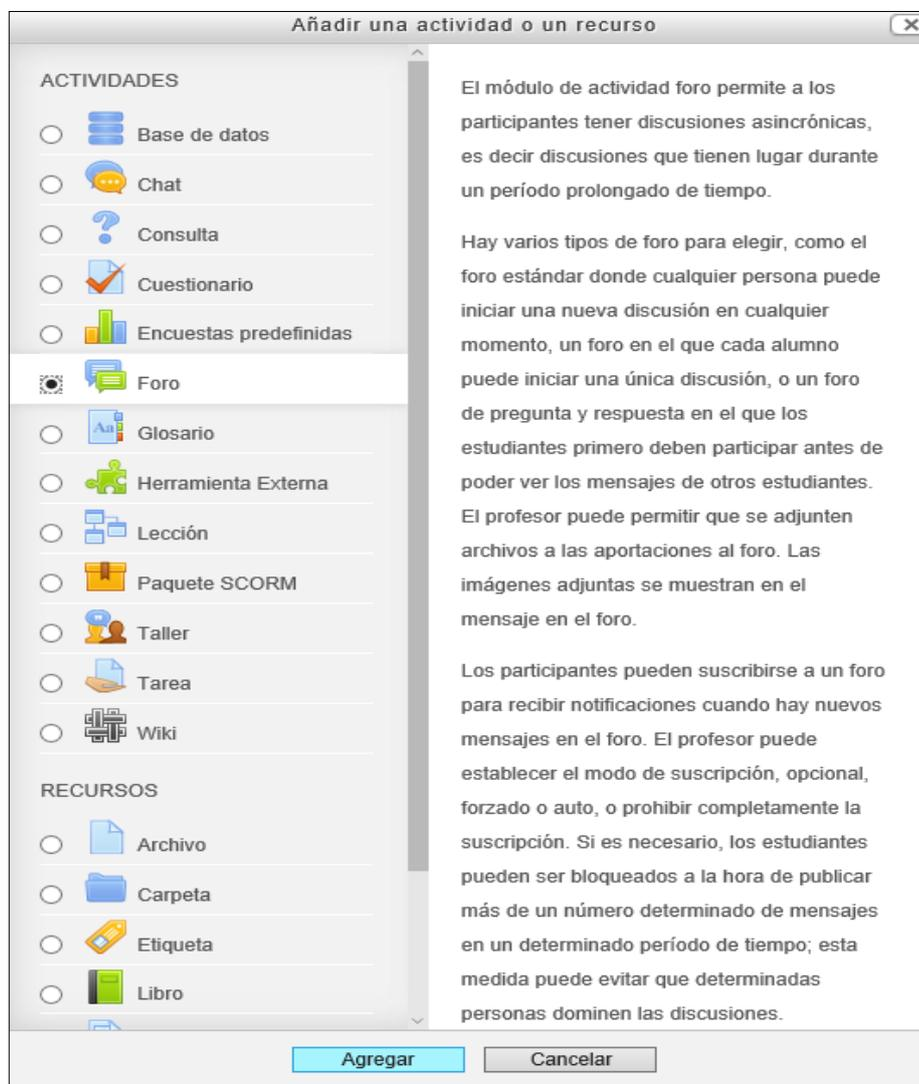 Añadir una actividad o un recurso
ACTIVIDADES
Base de datos
Chat
Consulta
Cuestionario
Encuestas predefinidas
Foro
Glosario
Herramienta Externa
Lección
Paquete SCORM
Taller
Tarea
Wiki
RECURSOS
Archivo
Carpeta
Etiqueta
Libro
El módulo de actividad foro permite a los
participantes tener discusiones asincrónicas,
es decir discusiones que tienen lugar durante
un período prolongado de tiempo.
Hay varios tipos de foro para elegir, como el
foro estándar donde cualquier persona puede
iniciar una nueva discusión en cualquier
momento, un foro en el que cada alumno
puede iniciar una única discusión, o un foro
de pregunta y respuesta en el que los
estudiantes primero deben participar antes de
poder ver los mensajes de otros estudiantes.
El profesor puede permitir que se adjunten
archivos a las aportaciones al foro. Las
imágenes adjuntas se muestran en el
mensaje en el foro.
Los participantes pueden suscribirse a un foro
para recibir notificaciones cuando hay nuevos
mensajes en el foro. El profesor puede
establecer el modo de suscripción, opcional,
forzado o auto, o prohibir completamente la
suscripción. Si es necesario, los estudiantes
pueden ser bloqueados a la hora de publicar
más de un número determinado de mensajes
en un determinado período de tiempo; esta
medida puede evitar que determinadas
personas dominen las discusiones.
Agregar
Cancelar